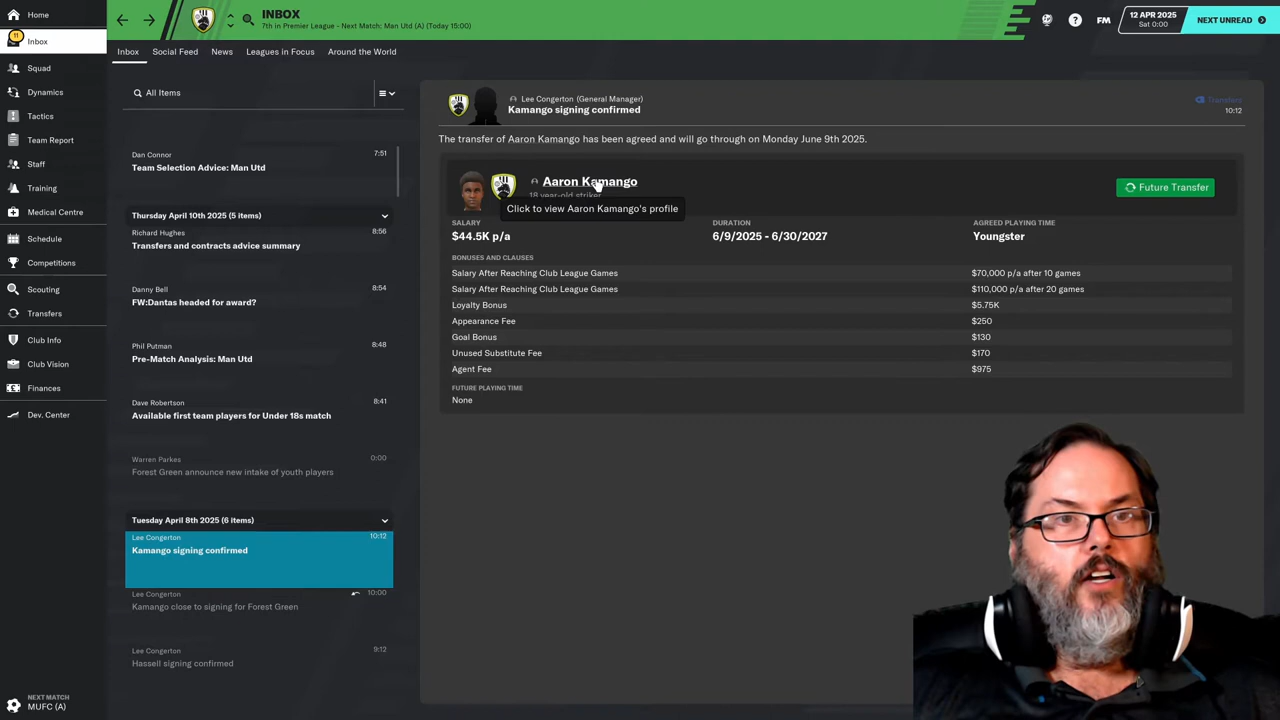 INBOX
7th in Premier League - Next Match: Man Utd (A) (Today 15:00)
FM
12 APR 2025
Sat 0:00
NEXT UNREAD
Home
11
Inbox
Squad
Dynamics
Tactics
Team Report
Staff
Training
Medical Centre
Schedule
Competitions
Scouting
Transfers
Club Info
Club Vision
Finances
Dev. Center
NEXT MATCH
MUFC (A)
Inbox
Social Feed
News
Leagues in Focus
Around the World
All Items
Dan Connor
7:51
Team Selection Advice: Man Utd
Thursday April 10th 2025 (5 items)
Richard Hughes
8:56
Transfers and contracts advice summary
Danny Bell
8:54
FW:Dantas headed for award?
Phil Putman
8:48
Pre-Match Analysis: Man Utd
Dave Robertson
8:41
Available first team players for Under 18s match
Warren Parkes
0:00
Forest Green announce new intake of youth players
Tuesday April 8th 2025 (6 items)
Lee Congerton
10:12
Kamango signing confirmed
Lee Congerton
10:00
Kamango close to signing for Forest Green
Lee Congerton
9:12
Hassell signing confirmed
Lee Congerton (General Manager)
Kamango signing confirmed
Transfers
10:12
The transfer of Aaron Kamango has been agreed and will go through on Monday June 9th 2025.
Aaron Kamango
18 year-old striker
Click to view Aaron Kamango's profile
Future Transfer
SALARY
$44.5K p/a
DURATION
6/9/2025 - 6/30/2027
AGREED PLAYING TIME
Youngster
BONUSES AND CLAUSES
Salary After Reaching Club League Games $70,000 p/a after 10 games
Salary After Reaching Club League Games $110,000 p/a after 20 games
Loyalty Bonus $5.75K
Appearance Fee $250
Goal Bonus $130
Unused Substitute Fee $170
Agent Fee $975
FUTURE PLAYING TIME
None